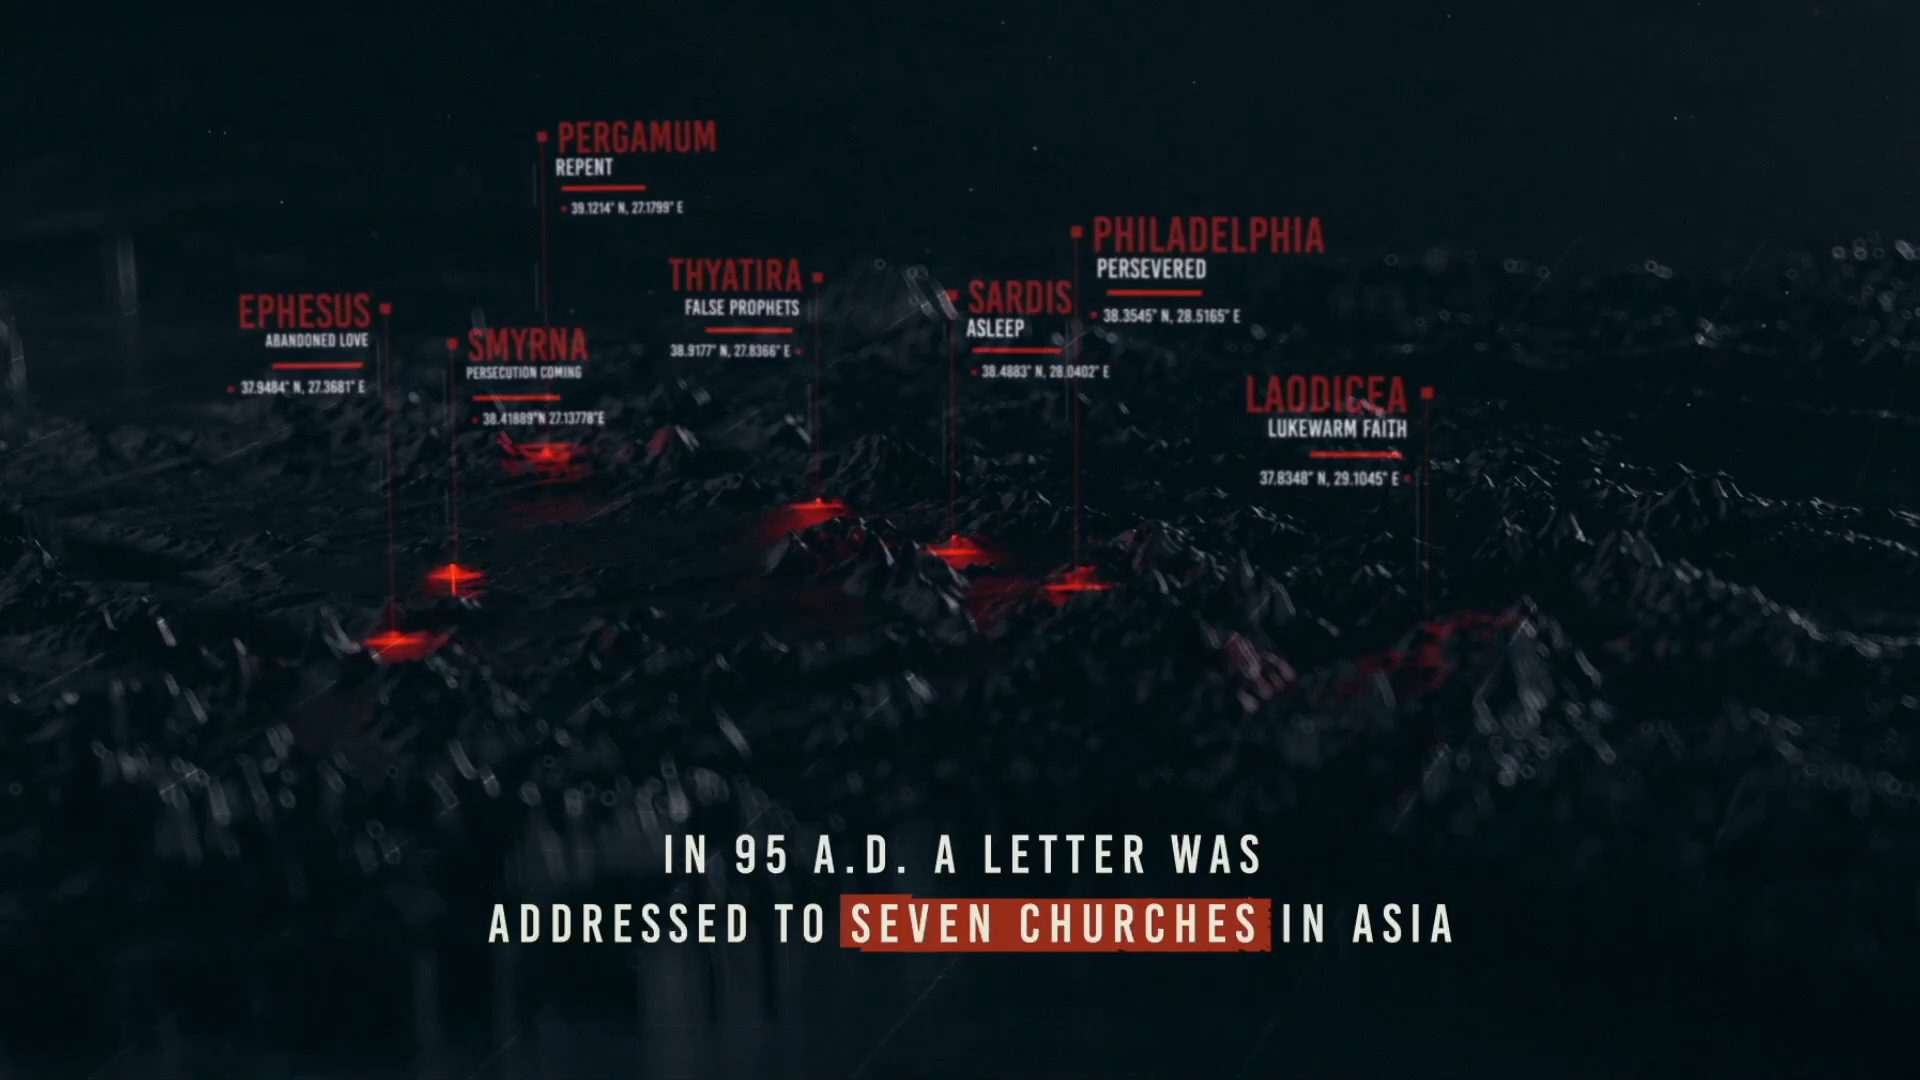 PERGAMUM
REPENT
39.1214° N, 27.1799° E
PHILADELPHIA
PERSEVERED
38.3545° N, 28.5165° E
THYATIRA
FALSE PROPHETS
38.9177° N, 27.8366° E
SARDIS
ASLEEP
38.4883° N, 28.0402° E
EPHESUS
ABANDONED LOVE
37.9484° N, 27.3681° E
SMYRNA
PERSECUTION COMING
38.41889°N 27.13778°E
LAODICEA
LUKEWARM FAITH
37.8348° N, 29.1045° E
IN 95 A.D. A LETTER WAS
ADDRESSED TO SEVEN CHURCHES IN ASIA